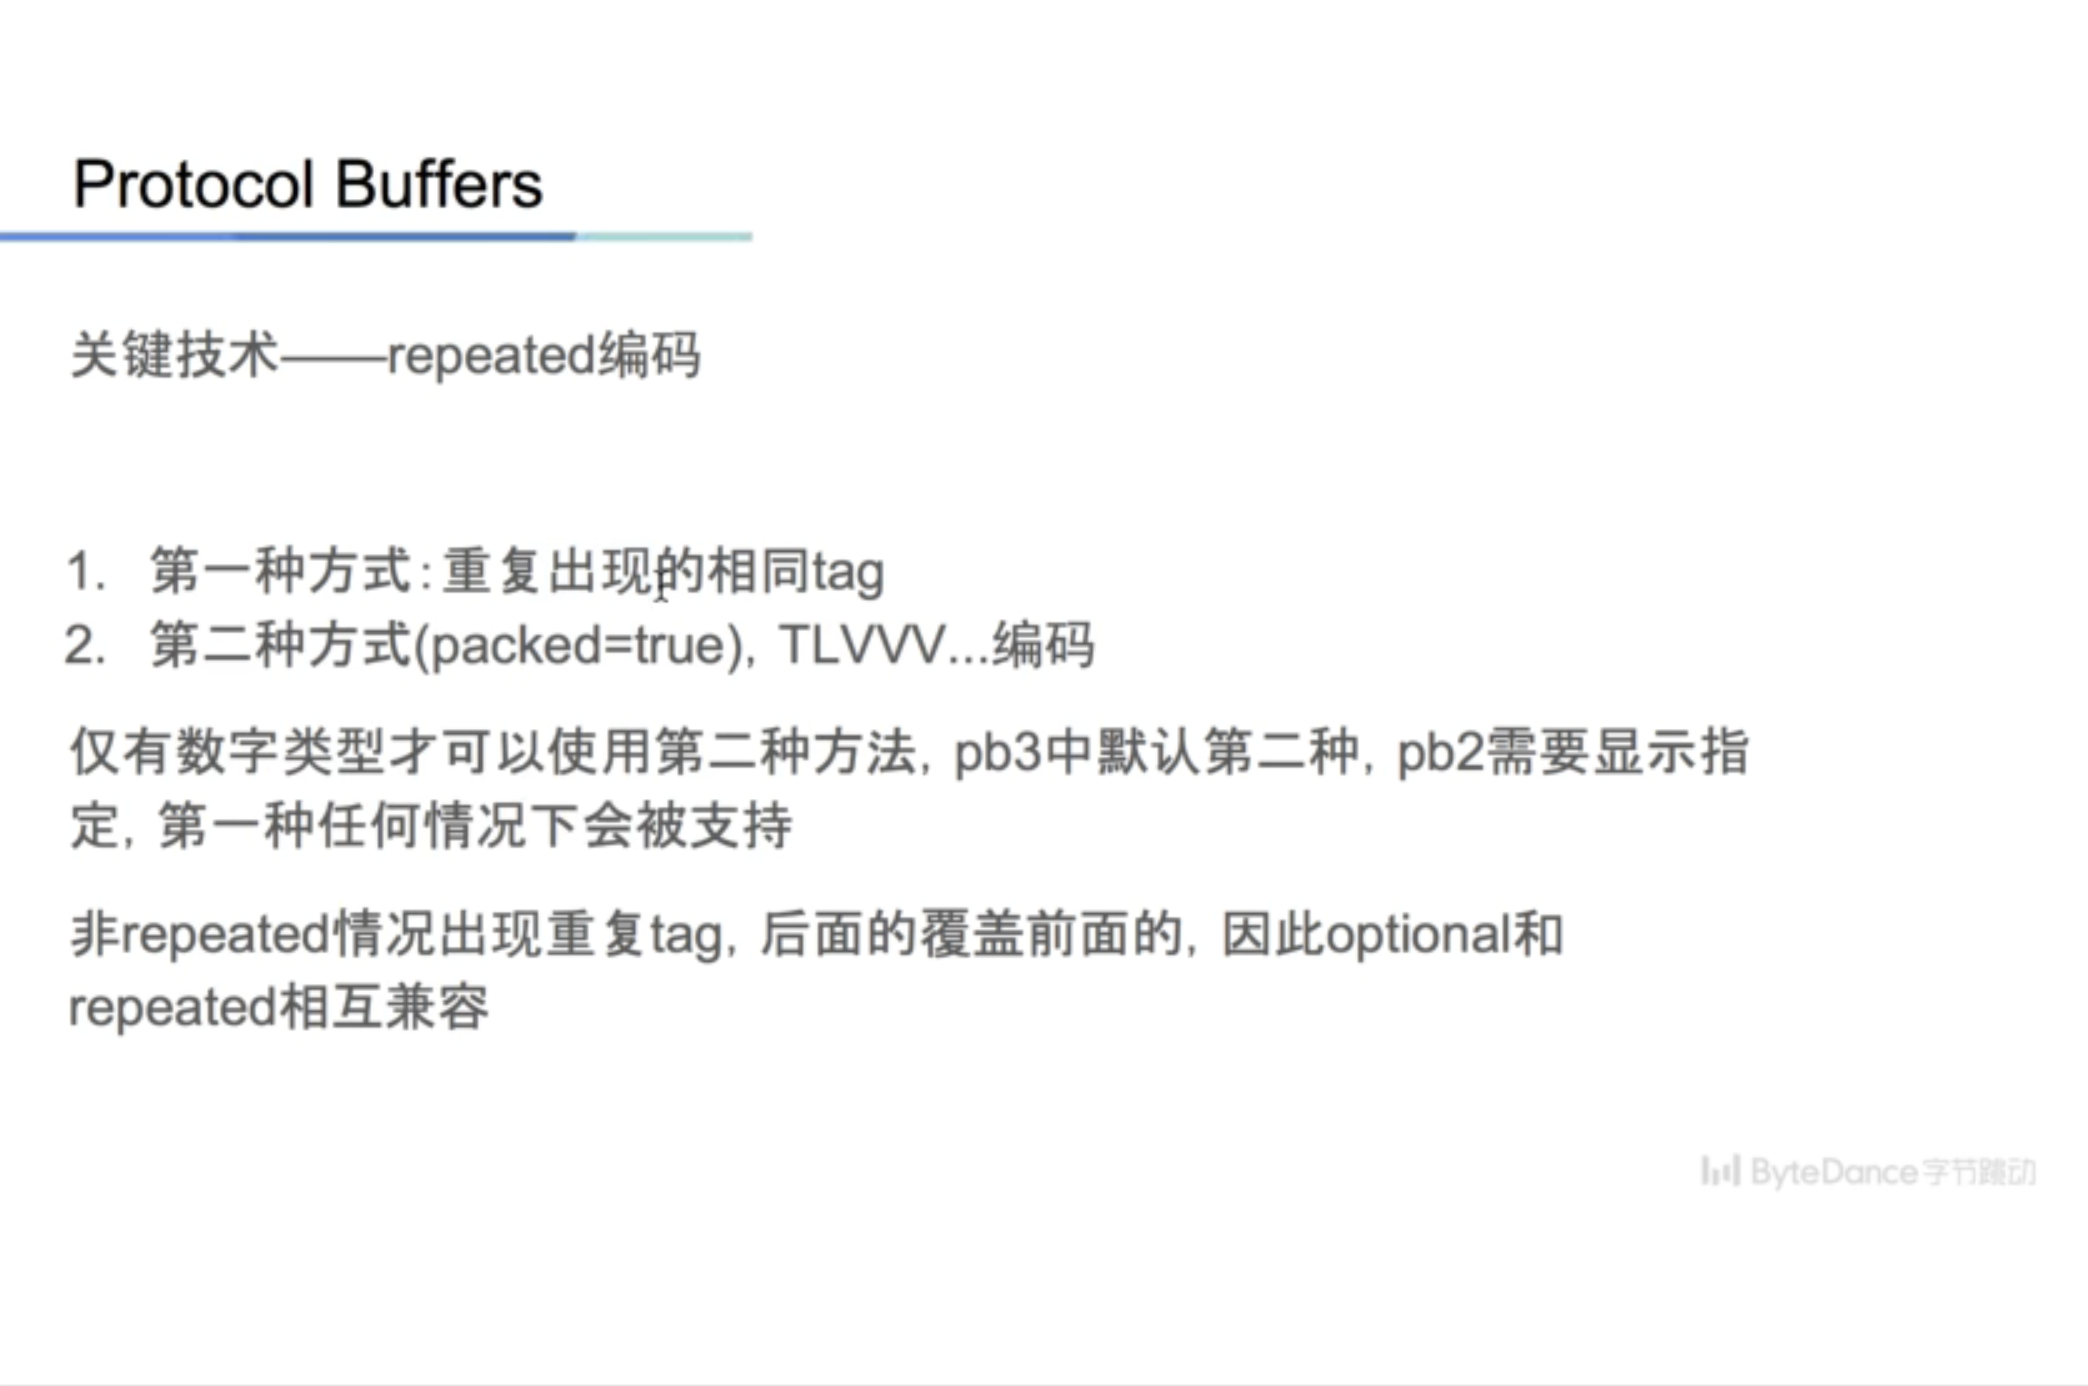 Protocol Buffers
关键技术——repeated编码
1. 第一种方式：重复出现的相同tag
2. 第二种方式(packed=true)，TLVVV...编码
仅有数字类型才可以使用第二种方法，pb3中默认第二种，pb2需要显示指
定，第一种任何情况下会被支持
非repeated情况出现重复tag，后面的覆盖前面的，因此optional和
repeated相互兼容
ByteDance字节跳动